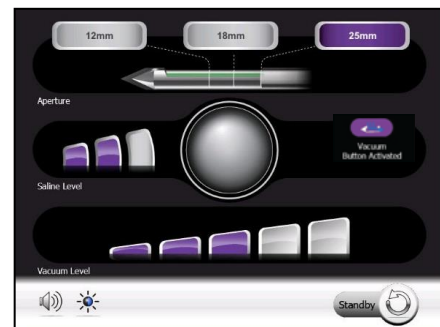 12mm 18mm 25mm
Aperture
Vacuum
Button Activated
Saline Level
Vacuum Level
Standby